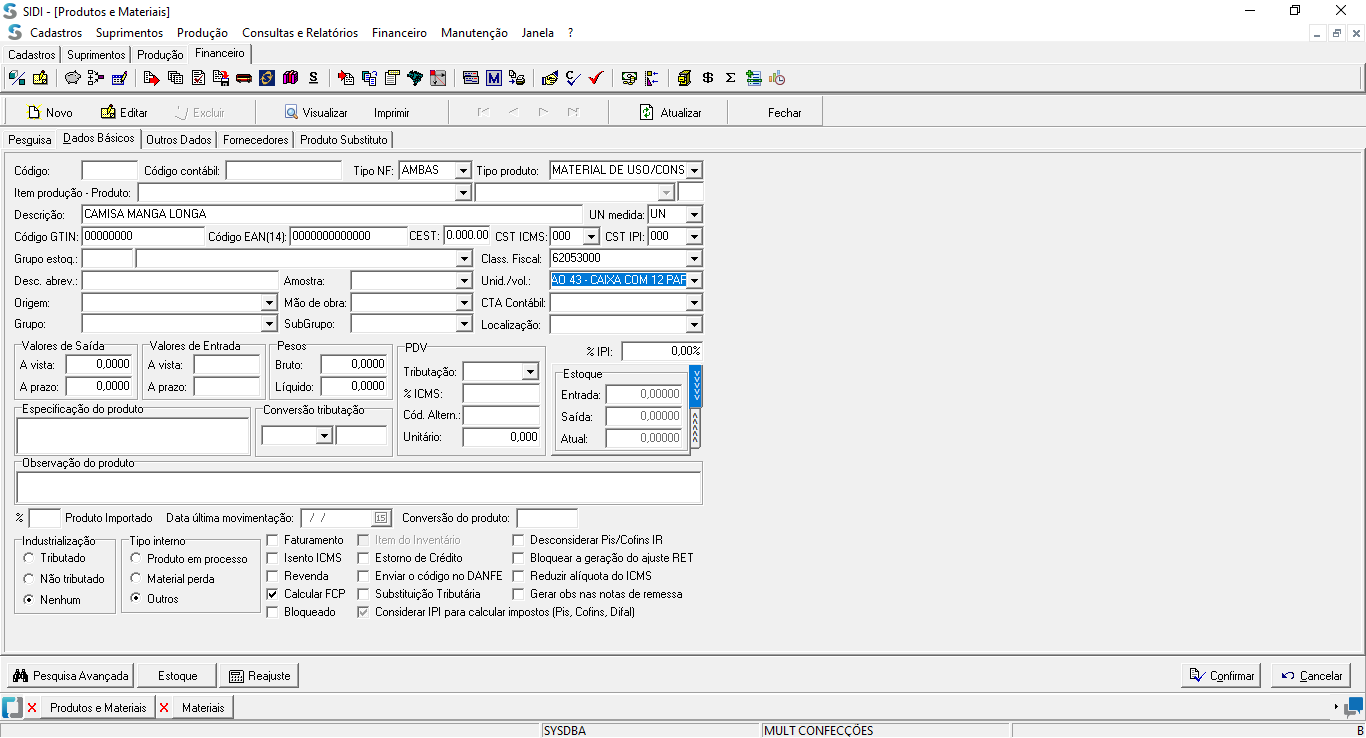 SIDI - [Produtos e Materiais]
Cadastros Suprimentos Produção Consultas e Relatórios Financeiro Manutenção Janela ?
Cadastros Suprimentos Produção Financeiro
Novo Editar Excluir Visualizar Imprimir Atualizar Fechar
Pesquisa Dados Básicos Outros Dados Fornecedores Produto Substituto
Código: Código contábil: Tipo NF: AMBAS Tipo produto: MATERIAL DE USO/CONS
Item produção - Produto:
Descrição: CAMISA MANGA LONGA UN medida: UN
Código GTIN: 00000000 Código EAN(14): 0000000000000 CEST: 0.000.00 CST ICMS: 000 CST IPI: 000
Grupo estoq.: Class. Fiscal: 62053000
Desc. abrev.: Amostra: Unid./vol.: AO 43 - CAIXA COM 12 PAR
Origem: Mão de obra: CTA Contábil:
Grupo: SubGrupo: Localização:
Valores de Saída Valores de Entrada Pesos PDV % IPI: 0,00%
A vista: 0,0000 A vista: Bruto: 0,0000 Tributação: Estoque
A prazo: 0,0000 A prazo: Líquido: 0,0000 % ICMS: Entrada: 0,00000
Especificação do produto Conversão tributação Cód. Altern.: Saída: 0,00000
Unitário: 0,000 Atual: 0,00000
Observação do produto
% Produto Importado Data última movimentação: / / 15 Conversão do produto:
Industrialização Tipo interno Faturamento Item do Inventário Desconsiderar Pis/Cofins IR
Tributado Produto em processo Isento ICMS Estorno de Crédito Bloquear a geração do ajuste RET
Não tributado Material perda Revenda Enviar o código no DANFE Reduzir alíquota do ICMS
Nenhum Outros Calcular FCP Substituição Tributária Gerar obs nas notas de remessa
Bloqueado Considerar IPI para calcular impostos (Pis, Cofins, Difal)
Pesquisa Avançada Estoque Reajuste Confirmar Cancelar
Produtos e Materiais Materiais
SYSDBA MULT CONFECÇÕES B